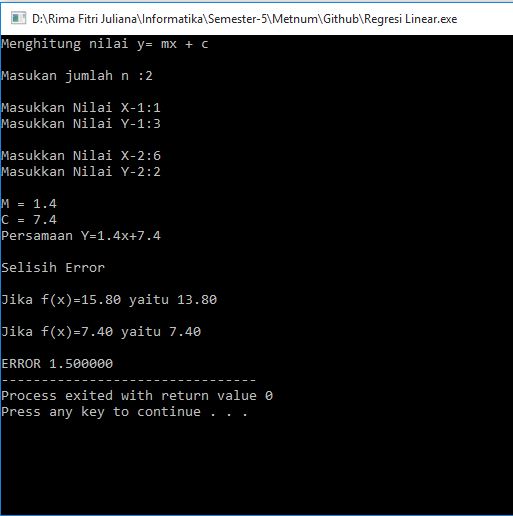 D:\Rima Fitri Juliana\Informatika\Semester-5\Metnum\Github\Regresi Linear.exe
Menghitung nilai y= mx + c
Masukan jumlah n :2
Masukkan Nilai X-1:1
Masukkan Nilai Y-1:3
Masukkan Nilai X-2:6
Masukkan Nilai Y-2:2
M = 1.4
C = 7.4
Persamaan Y=1.4x+7.4
Selisih Error
Jika f(x)=15.80 yaitu 13.80
Jika f(x)=7.40 yaitu 7.40
ERROR 1.500000
--------------------------------
Process exited with return value 0
Press any key to continue . . .